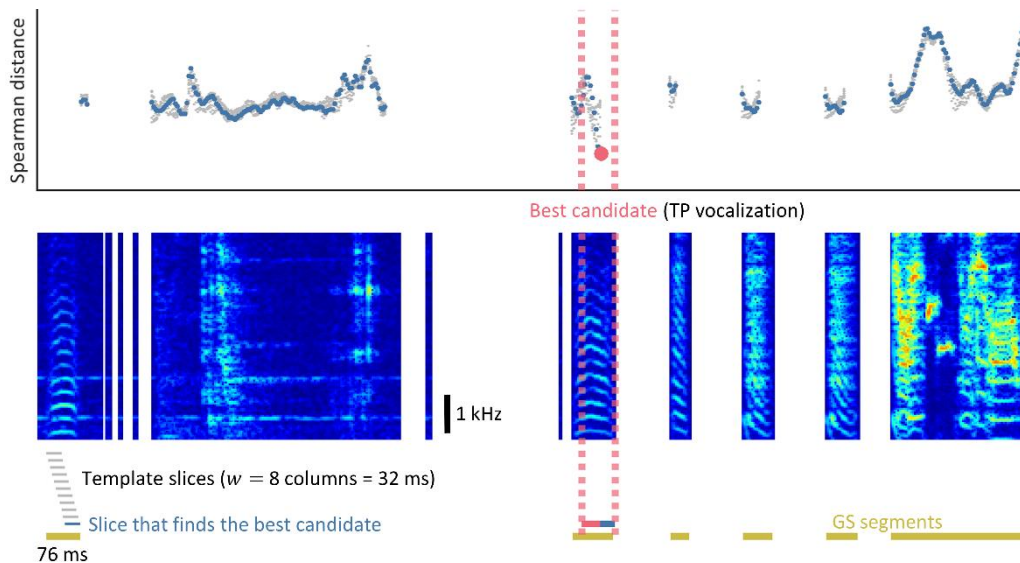 Spearman distance
Best candidate (TP vocalization)
1 kHz
Template slices (w = 8 columns = 32 ms)
Slice that finds the best candidate
GS segments
76 ms